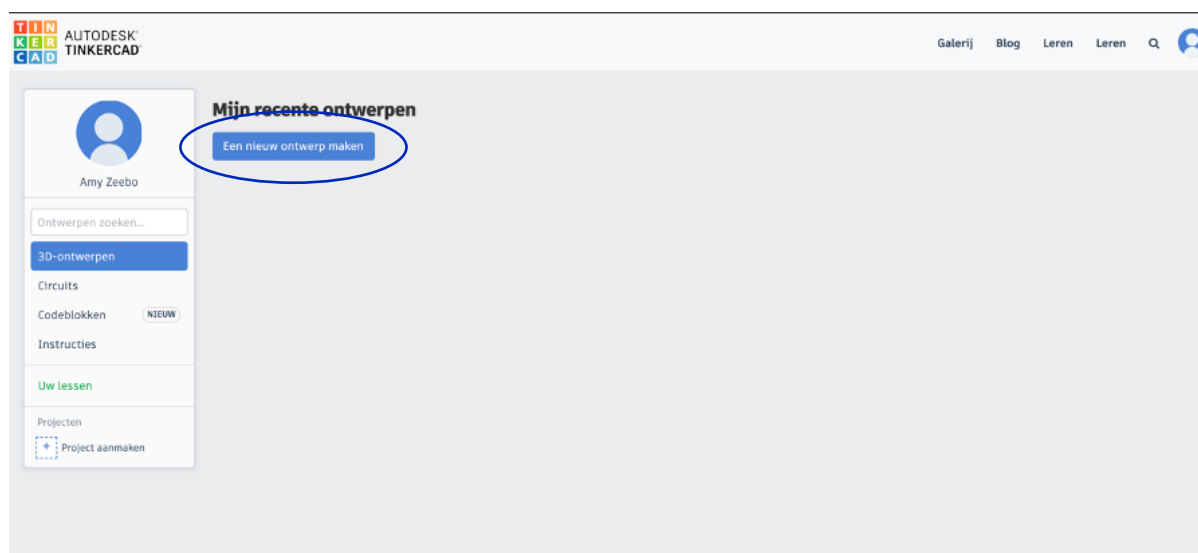 TIN
KER
CAD
AUTODESK®
TINKERCAD®
Galerij Blog Leren Leren
Mijn recente ontwerpen
Een nieuw ontwerp maken
Amy Zeebo
Ontwerpen zoeken...
3D-ontwerpen
Circuits
Codeblokken NIEUW
Instructies
Uw lessen
Projecten
+ Project aanmaken